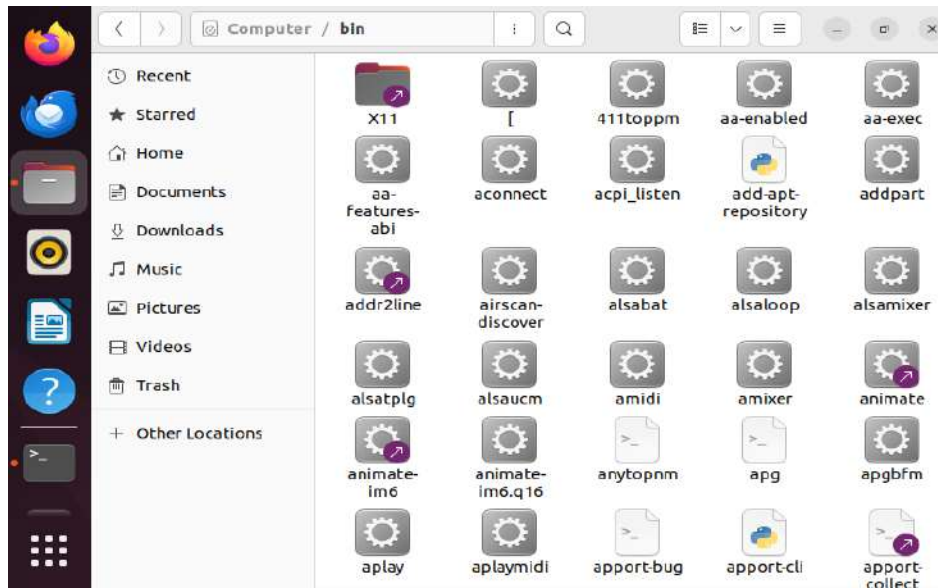 Computer / bin
Recent
Starred
Home
Documents
Downloads
Music
Pictures
Videos
Trash
+ Other Locations
X11
[
411toppm
aa-enabled
aa-exec
aa-
features-
abi
aconnect
acpi_listen
add-apt-
repository
addpart
addr2line
airscan-
discover
alsabat
alsaloop
alsamixer
alsatplg
alsaucm
amidi
amixer
animate
animate-
im6
animate-
im6.q16
anytopnm
apg
apgbfm
aplay
aplaymidi
apport-bug
apport-cli
apport-
collect